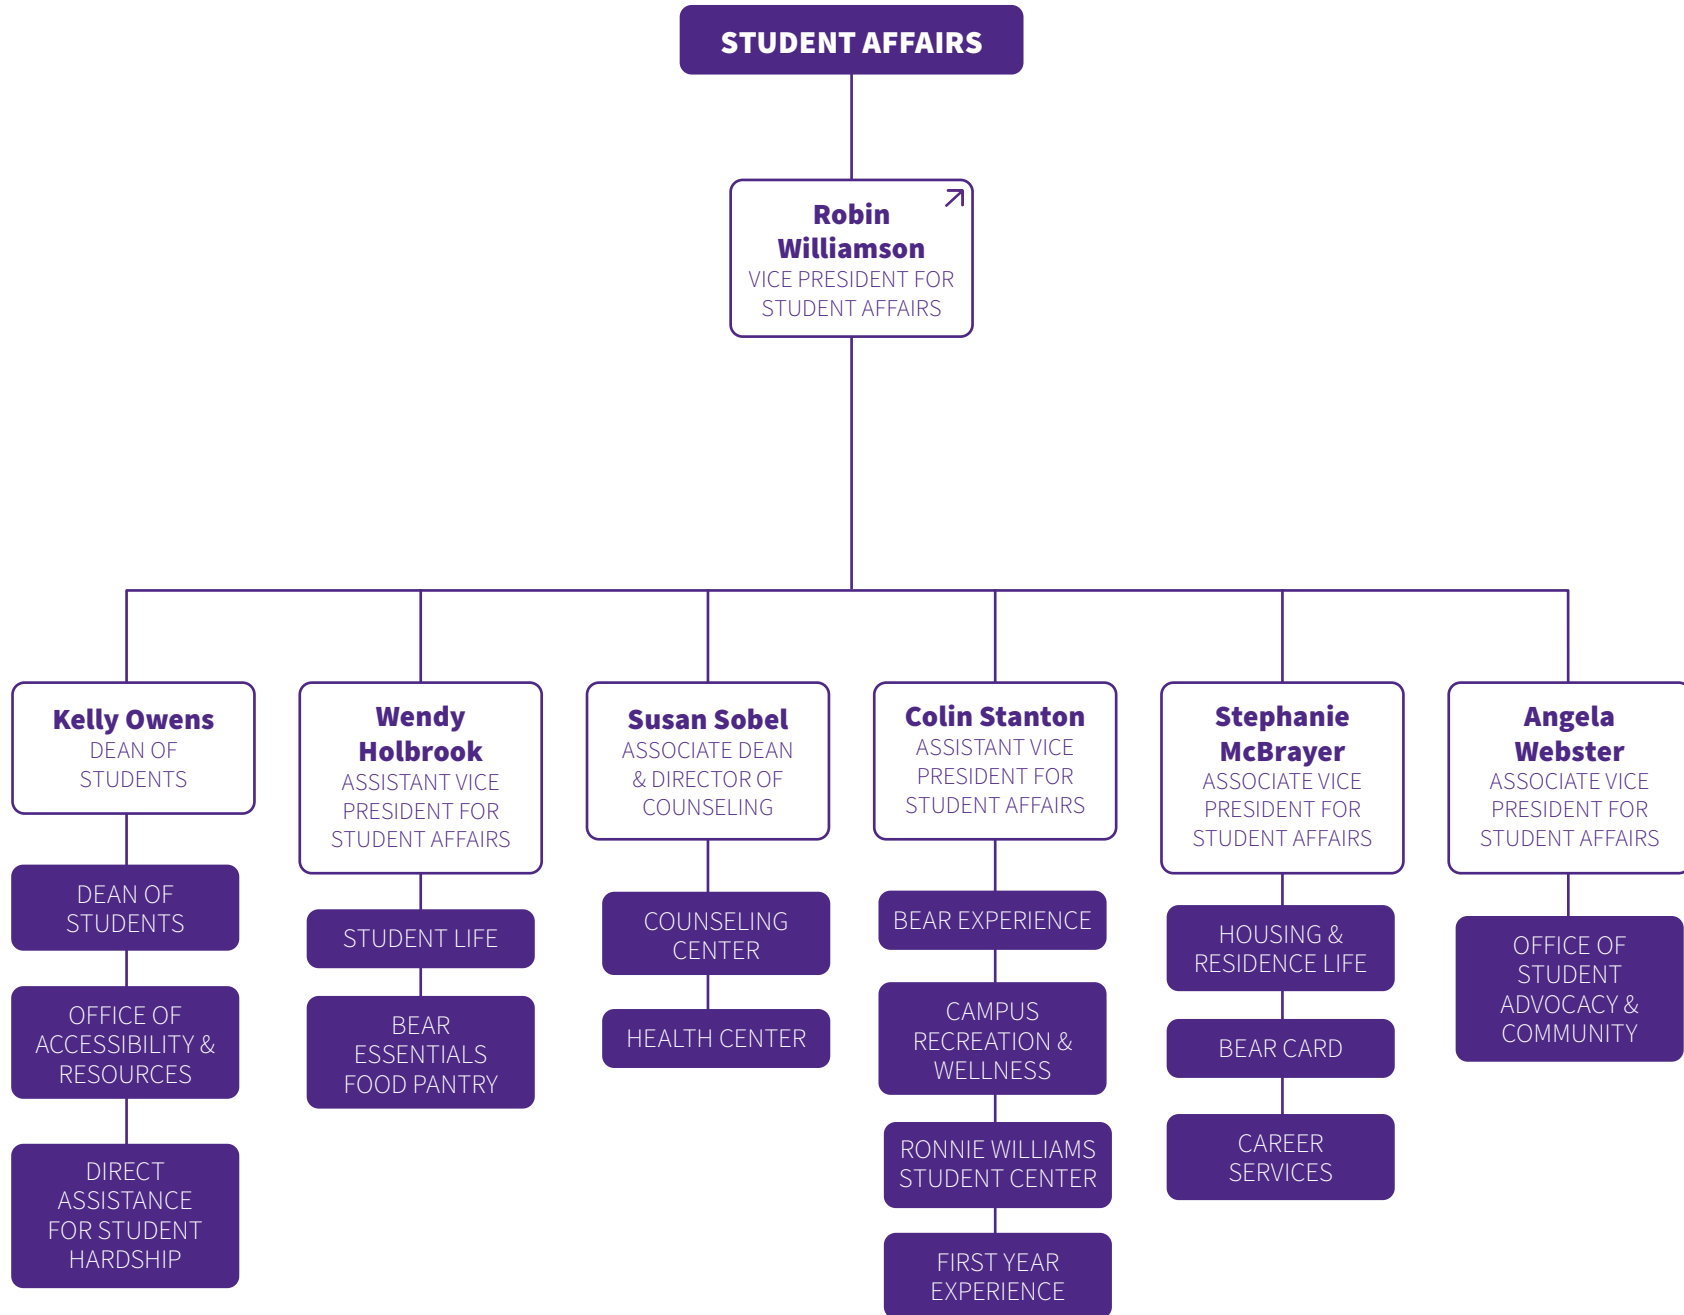 STUDENT AFFAIRS
Robin
Williamson
VICE PRESIDENT FOR
STUDENT AFFAIRS
Kelly Owens
DEAN OF
STUDENTS
DEAN OF
STUDENTS
OFFICE OF
ACCESSIBILITY &
RESOURCES
DIRECT
ASSISTANCE
FOR STUDENT
HARDSHIP
Wendy
Holbrook
ASSISTANT VICE
PRESIDENT FOR
STUDENT AFFAIRS
STUDENT LIFE
BEAR
ESSENTIALS
FOOD PANTRY
Susan Sobel
ASSOCIATE DEAN
& DIRECTOR OF
COUNSELING
COUNSELING
CENTER
HEALTH CENTER
Colin Stanton
ASSISTANT VICE
PRESIDENT FOR
STUDENT AFFAIRS
BEAR EXPERIENCE
CAMPUS
RECREATION &
WELLNESS
RONNIE WILLIAMS
STUDENT CENTER
FIRST YEAR
EXPERIENCE
Stephanie
McBrayer
ASSOCIATE VICE
PRESIDENT FOR
STUDENT AFFAIRS
HOUSING &
RESIDENCE LIFE
BEAR CARD
CAREER
SERVICES
Angela
Webster
ASSOCIATE VICE
PRESIDENT FOR
STUDENT AFFAIRS
OFFICE OF
STUDENT
ADVOCACY &
COMMUNITY